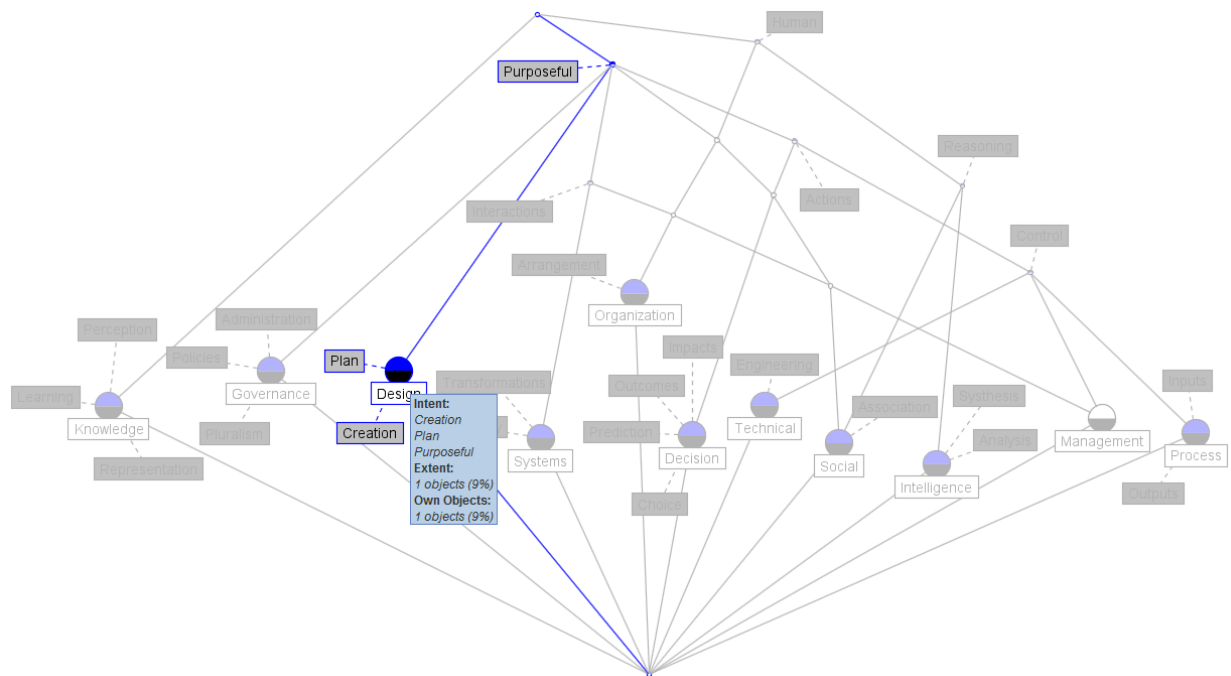 Human
Purposeful
Reasoning
Actions
Interactions
Control
Arrangement
Organization
Perception
Administration
Policies
Plan
Impacts
Engineering
Governance
Design
Transformations
Outcomes
Technical
Inputs
Learning
Knowledge
Pluralism
Creation
Prediction
Systems
Decision
Association
Systnesis
Analysis
Management
Process
Social
Representation
Intelligence
Outputs
Choice
Intent:
Creation
Plan
Purposeful
Extent:
1 objects (9%)
Own Objects:
1 objects (9%)